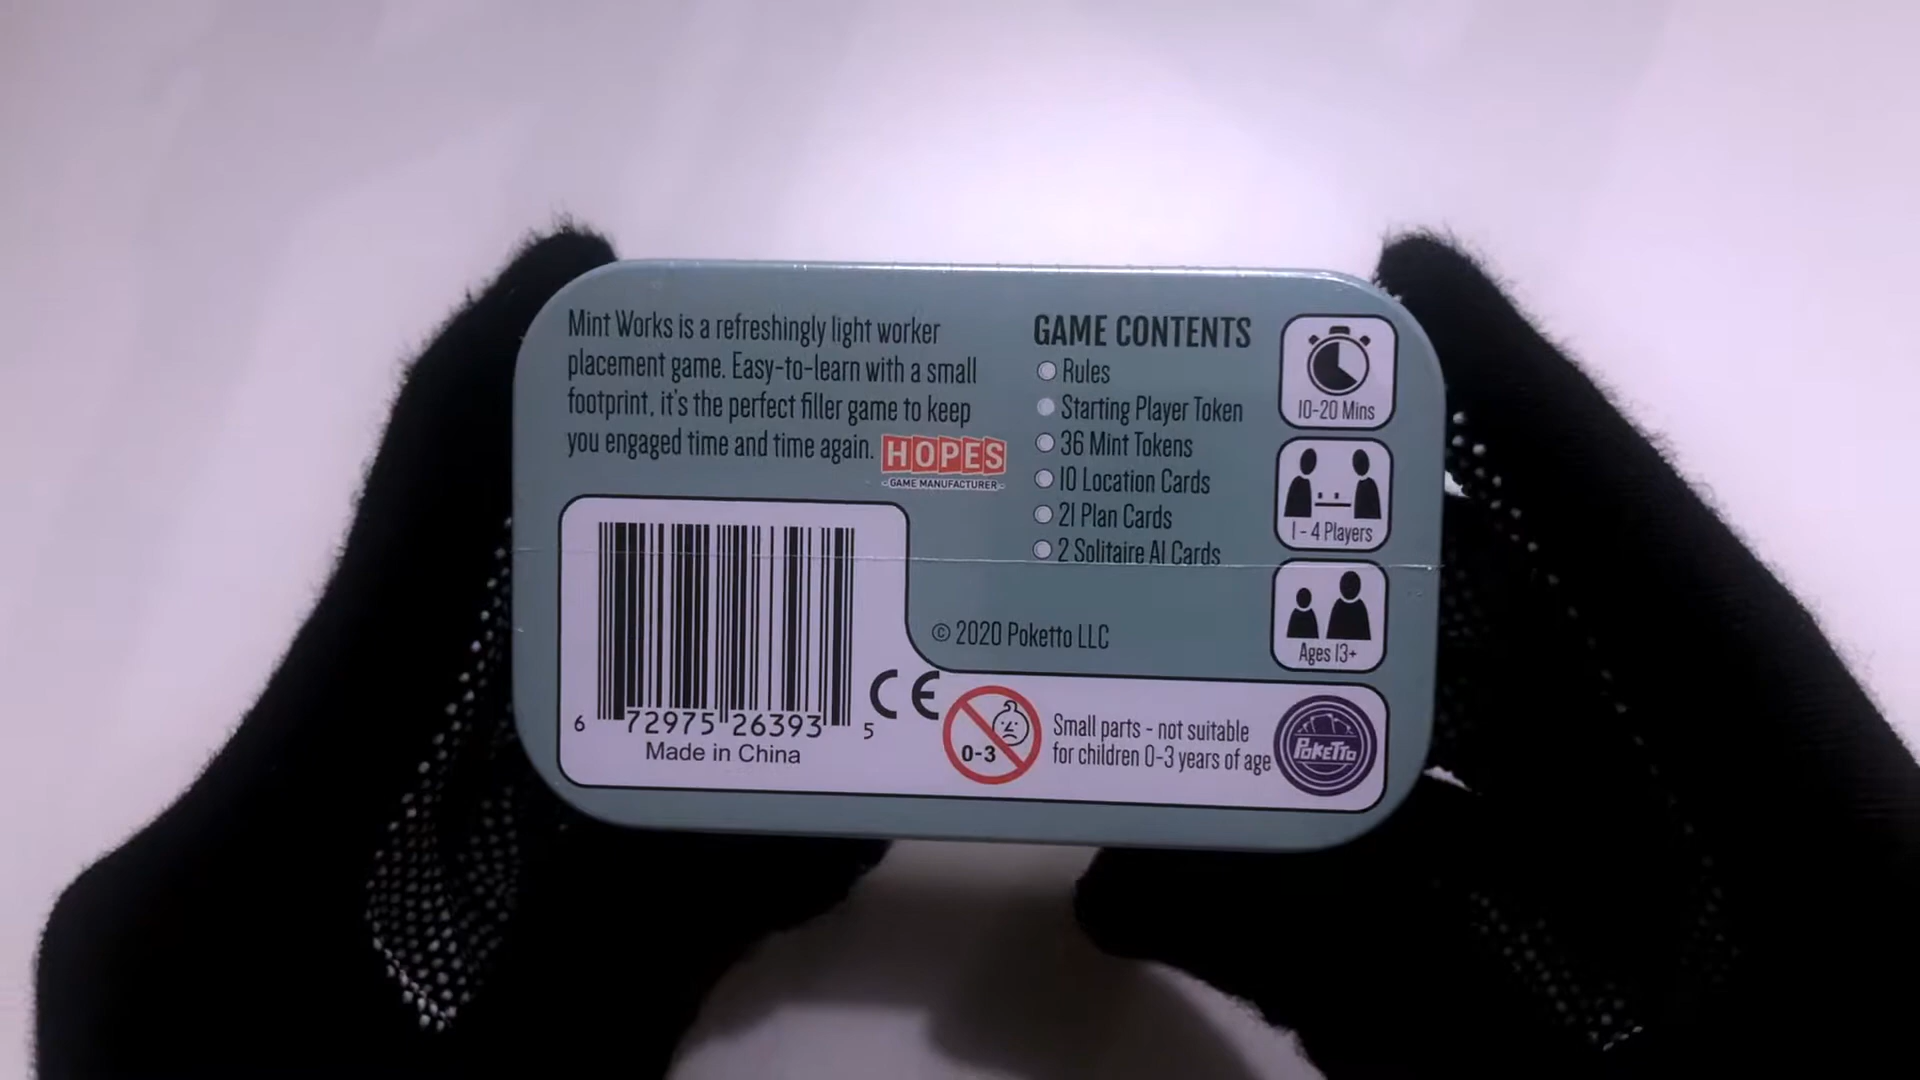 Mint Works is a refreshingly light worker
placement game. Easy-to-learn with a small
footprint, it's the perfect filler game to keep
you engaged time and time again.
HOPES
- GAME MANUFACTURER -
GAME CONTENTS
Rules
Starting Player Token
36 Mint Tokens
10 Location Cards
21 Plan Cards
2 Solitaire AI Cards
10-20 Mins
1 - 4 Players
Ages 13+
© 2020 Poketto LLC
6 72975 26393 5
Made in China
CE
0-3
Small parts - not suitable
for children 0-3 years of age
POKETTO